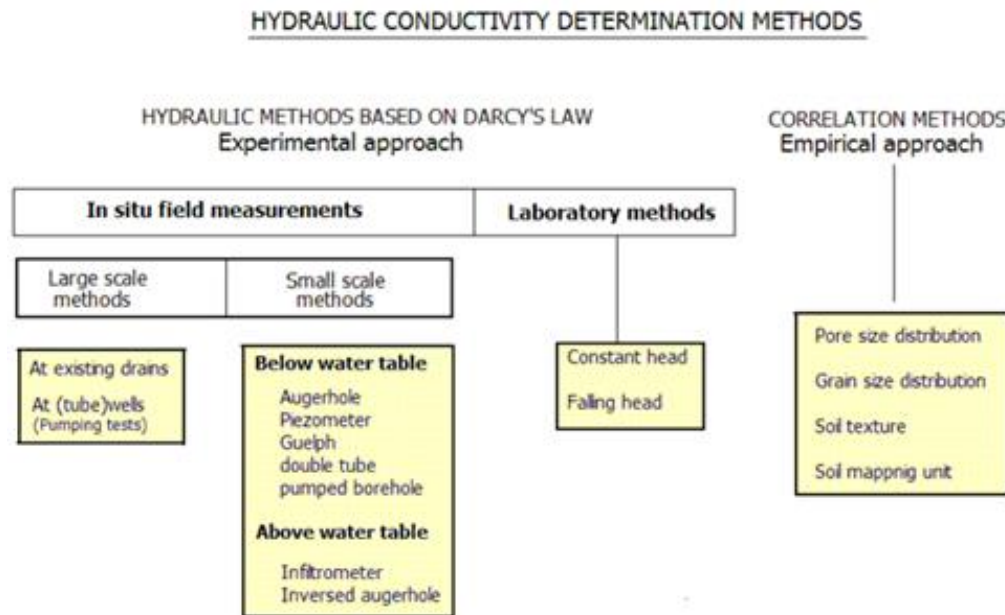 HYDRAULIC CONDUCTIVITY DETERMINATION METHODS
HYDRAULIC METHODS BASED ON DARCY'S LAW
Experimental approach
CORRELATION METHODS
Empirical approach
In situ field measurements
Laboratory methods
Large scale
methods
Small scale
methods
At existing drains
At (tube)wells
(Pumping tests)
Below water table
Augerhole
Piezometer
Guelph
double tube
pumped borehole
Above water table
Infiltrometer
Inversed augerhole
Constant head
Falling head
Pore size distribution
Grain size distribution
Soil texture
Soil mappnig unit